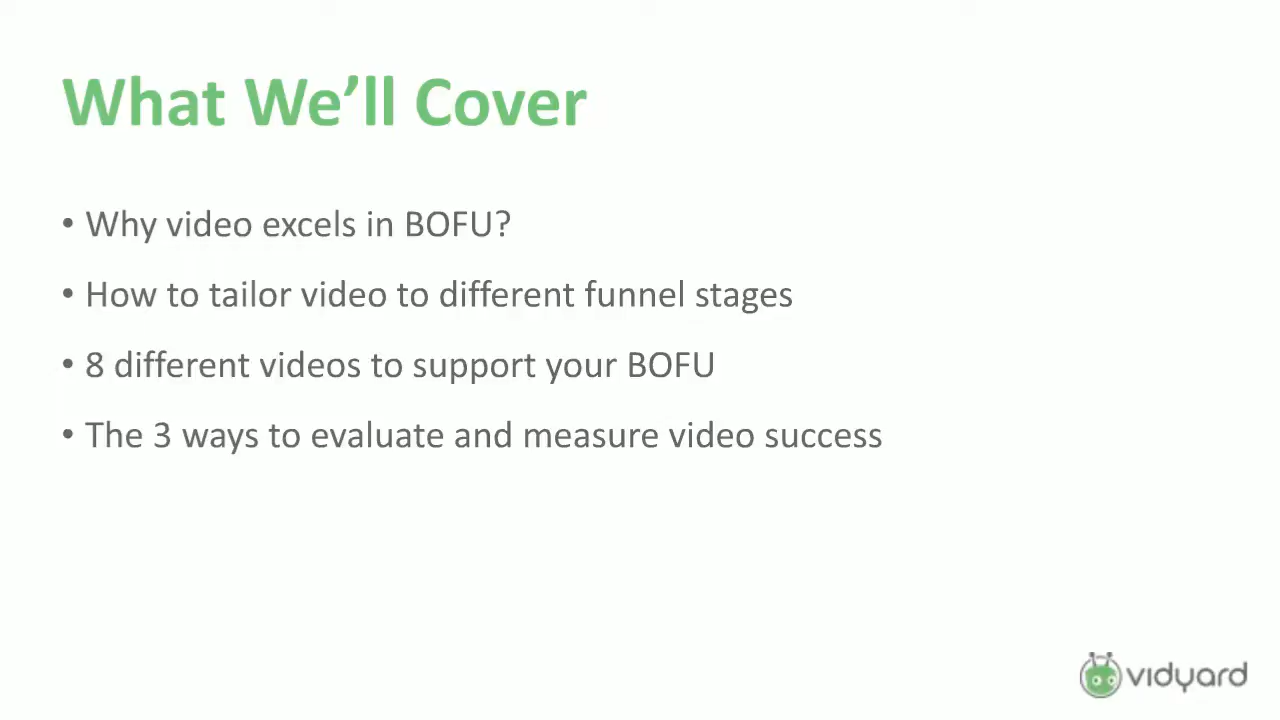 What We’ll Cover
• Why video excels in BOFU?
• How to tailor video to different funnel stages
• 8 different videos to support your BOFU
• The 3 ways to evaluate and measure video success
vidyard